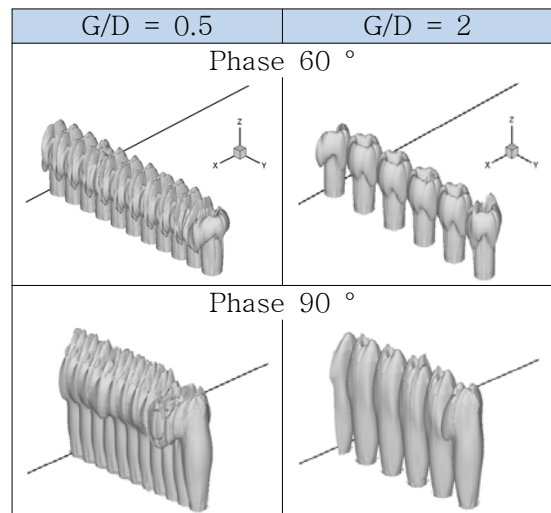 G/D = 0.5 G/D = 2
Phase 60 °
Z Z
X Y X Y
Phase 90 °